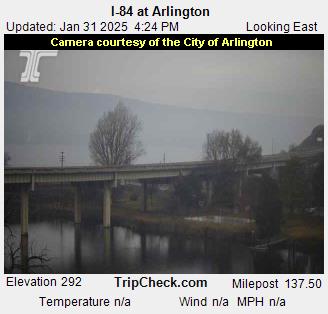 I-84 at Arlington
Updated: Jan 31 2025 4:24 PM Looking East
Camera courtesy of the City of Arlington
Elevation 292 TripCheck.com Milepost 137.50
Temperature n/a Wind n/a MPH n/a